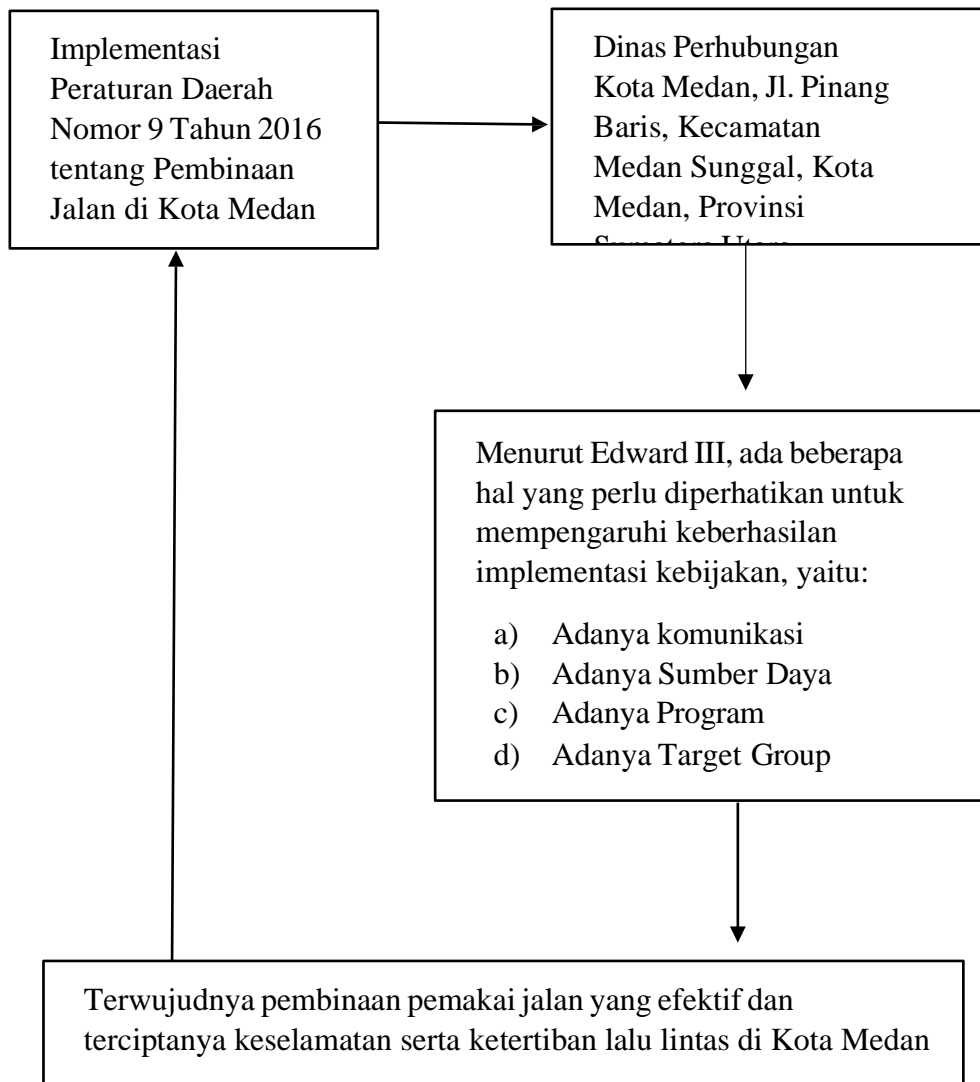 Implementasi
Peraturan Daerah
Nomor 9 Tahun 2016
tentang Pembinaan
Jalan di Kota Medan
Dinas Perhubungan
Kota Medan, Jl. Pinang
Baris, Kecamatan
Medan Sunggal, Kota
Medan, Provinsi
Sumatera Utara
Menurut Edward III, ada beberapa
hal yang perlu diperhatikan untuk
mempengaruhi keberhasilan
implementasi kebijakan, yaitu:
a) Adanya komunikasi
b) Adanya Sumber Daya
c) Adanya Program
d) Adanya Target Group
Terwujudnya pembinaan pemakai jalan yang efektif dan
terciptanya keselamatan serta ketertiban lalu lintas di Kota Medan